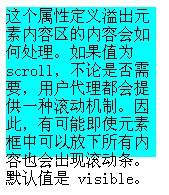 这个属性定义溢出元
素内容区的内容会如
何处理。如果值为
scroll，不论是否需
要，用户代理都会提
供一种滚动机制。因
此，有可能即使元素
框中可以放下所有内
容也会出现滚动条。
默认值是 visible。